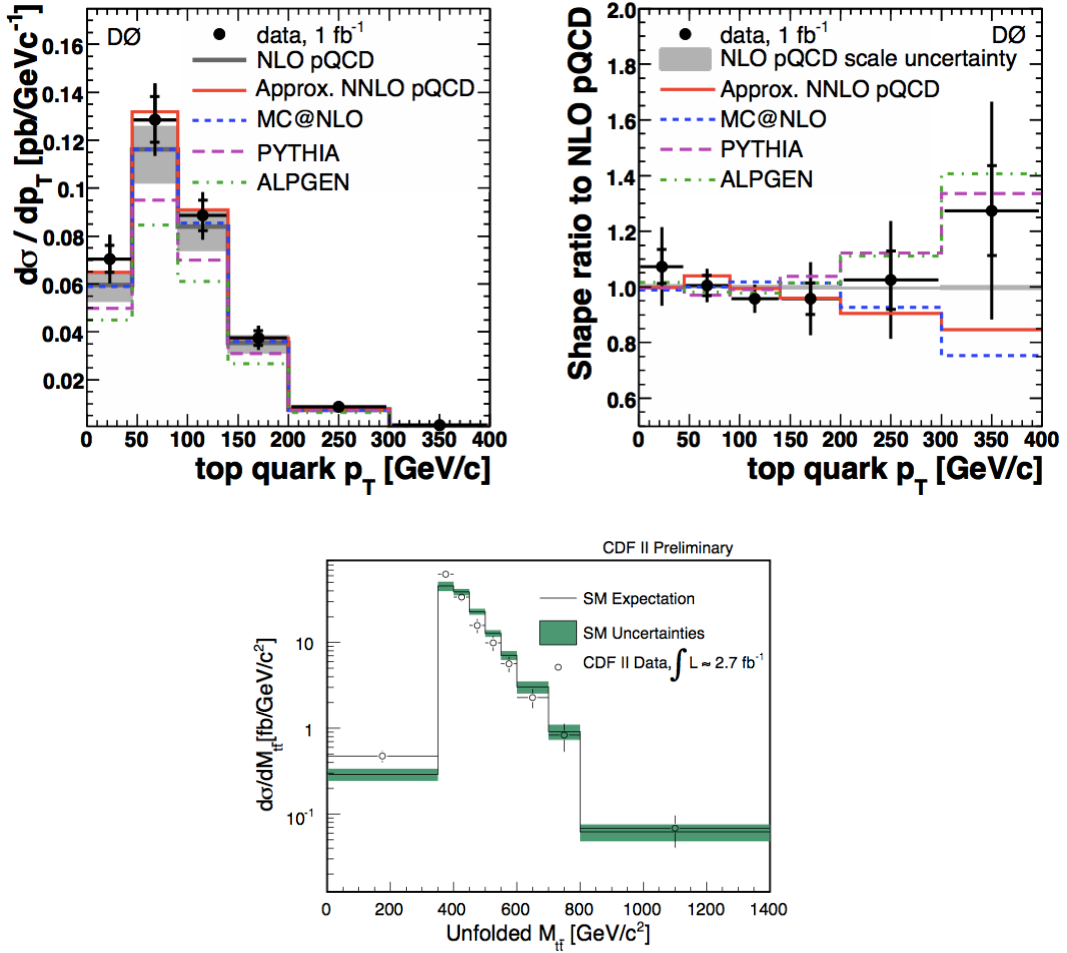 DØ
data, 1 fb⁻¹
NLO pQCD
Approx. NNLO pQCD
MC@NLO
PYTHIA
ALPGEN
dσ / dp_T [pb/GeVc⁻¹]
0.16
0.14
0.12
0.1
0.08
0.06
0.04
0.02
0 50 100 150 200 250 300 350 400
top quark p_T [GeV/c]
DØ
data, 1 fb⁻¹
NLO pQCD scale uncertainty
Approx. NNLO pQCD
MC@NLO
PYTHIA
ALPGEN
Shape ratio to NLO pQCD
2.0
1.8
1.6
1.4
1.2
1.0
0.8
0.6
0 50 100 150 200 250 300 350 400
top quark p_T [GeV/c]
CDF II Preliminary
SM Expectation
SM Uncertainties
CDF II Data, ∫ L ≈ 2.7 fb⁻¹
dσ/dM_tt̄ [fb/GeV/c²]
10
1
10⁻¹
0 200 400 600 800 1000 1200 1400
Unfolded M_tt̄ [GeV/c²]